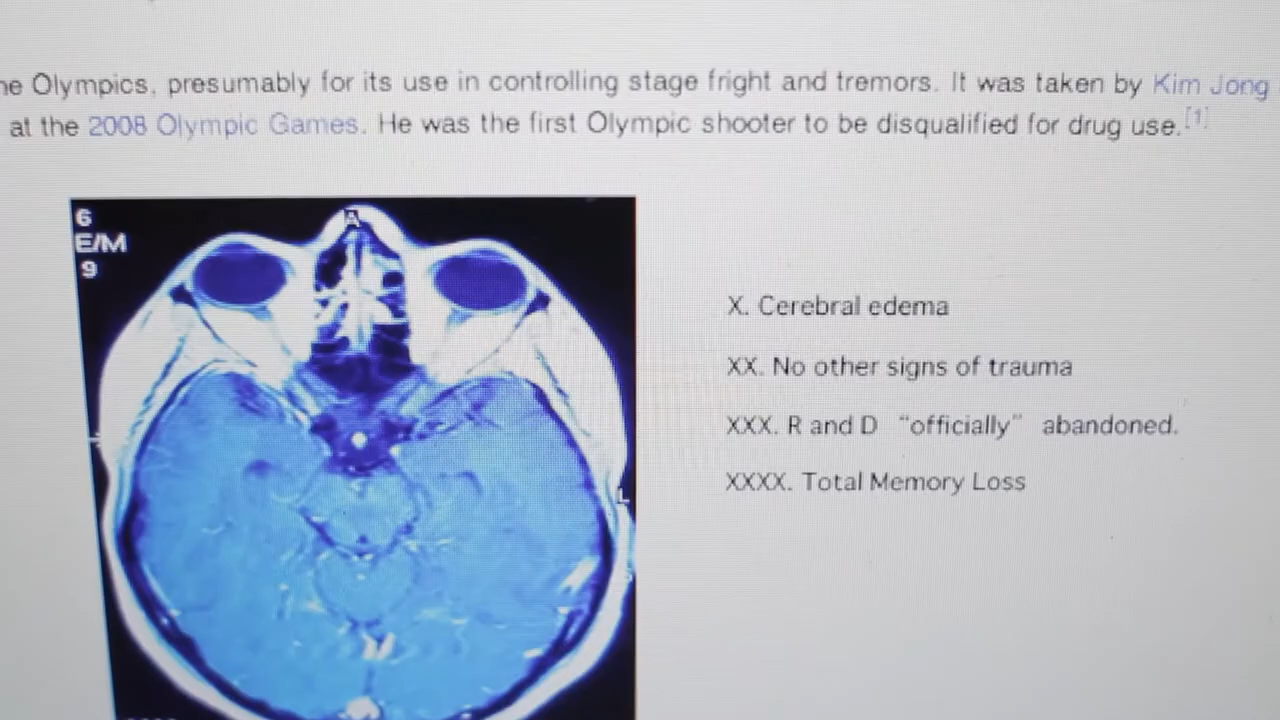 he Olympics, presumably for its use in controlling stage fright and tremors. It was taken by Kim Jong
at the 2008 Olympic Games. He was the first Olympic shooter to be disqualified for drug use.[1]
6
A
E/M
9
X. Cerebral edema
XX. No other signs of trauma
XXX. R and D “officially” abandoned.
XXXX. Total Memory Loss
L